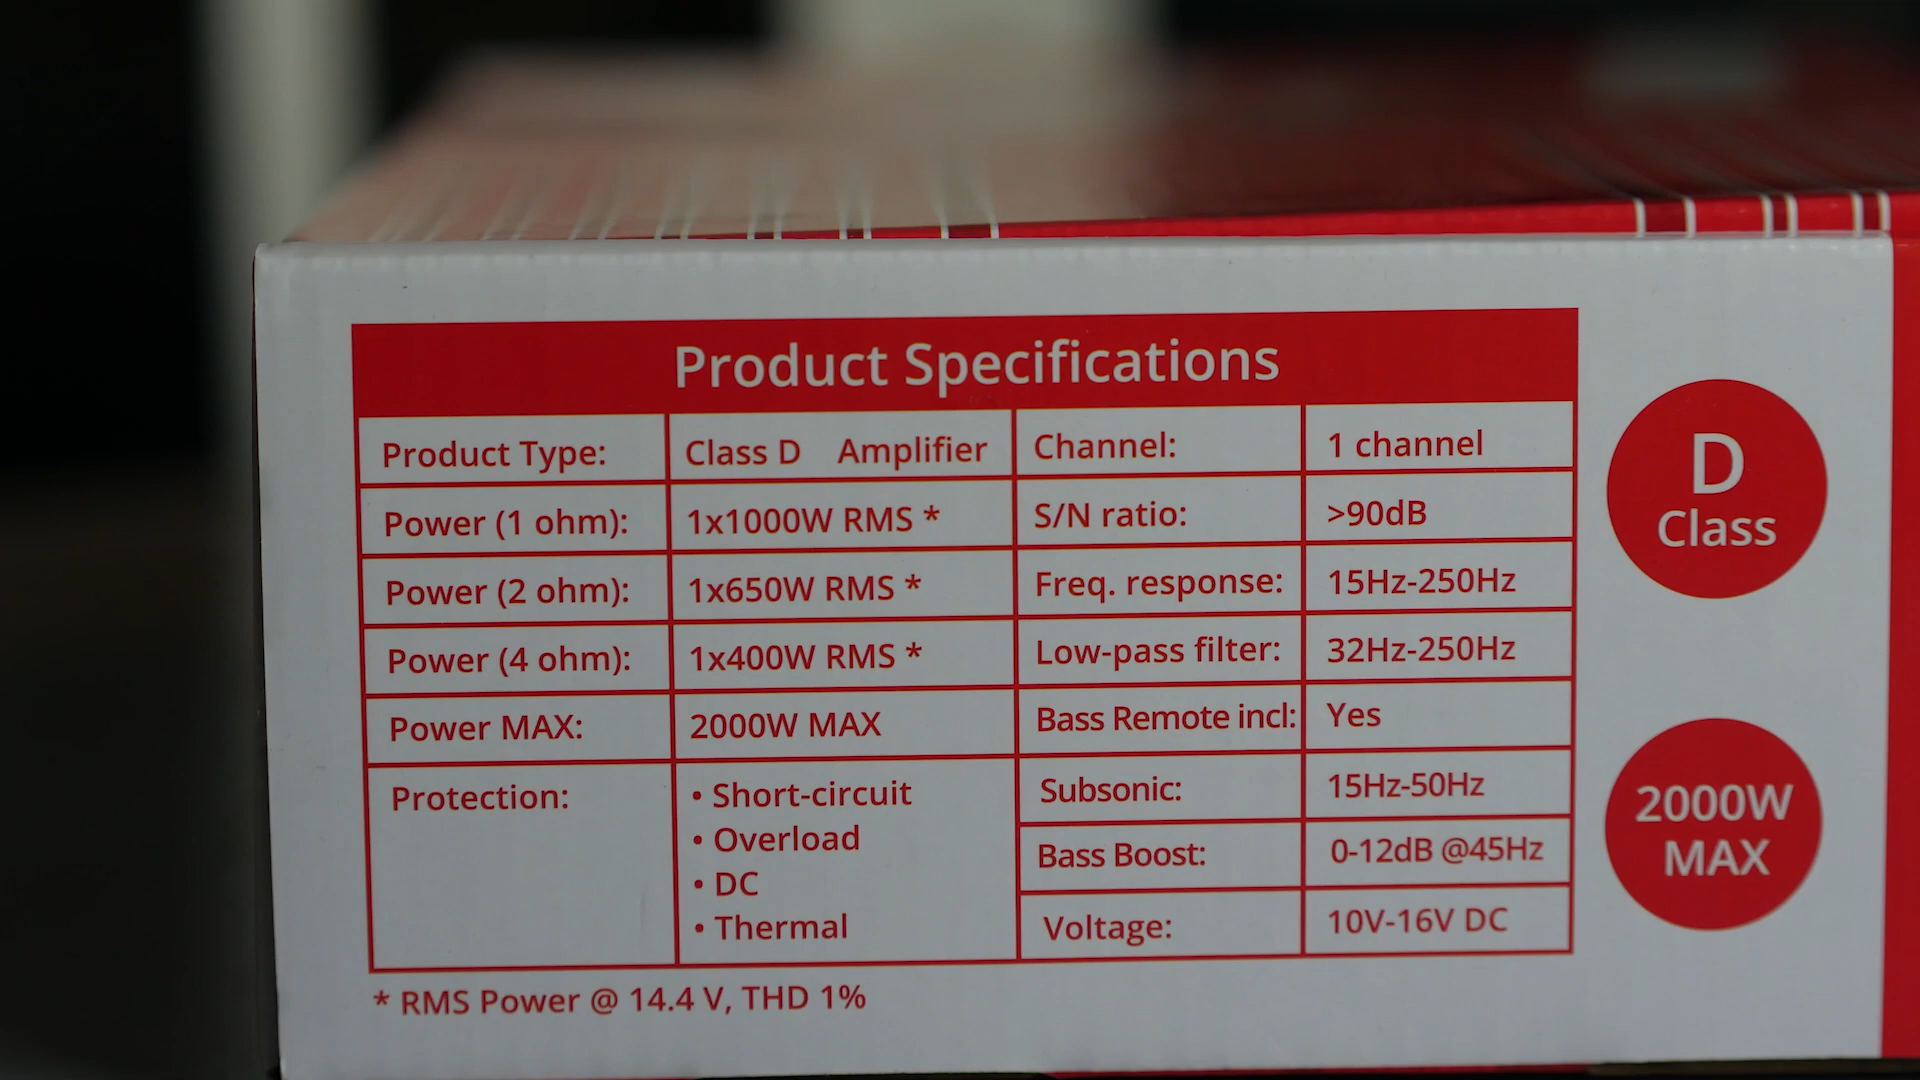 Product Specifications
Product Type: Class D Amplifier Channel: 1 channel
Power (1 ohm): 1x1000W RMS * S/N ratio: >90dB
Power (2 ohm): 1x650W RMS * Freq. response: 15Hz-250Hz
Power (4 ohm): 1x400W RMS * Low-pass filter: 32Hz-250Hz
Power MAX: 2000W MAX Bass Remote incl: Yes
Protection: • Short-circuit Subsonic: 15Hz-50Hz
• Overload Bass Boost: 0-12dB @45Hz
• DC
• Thermal Voltage: 10V-16V DC
* RMS Power @ 14.4 V, THD 1%
D
Class
2000W
MAX